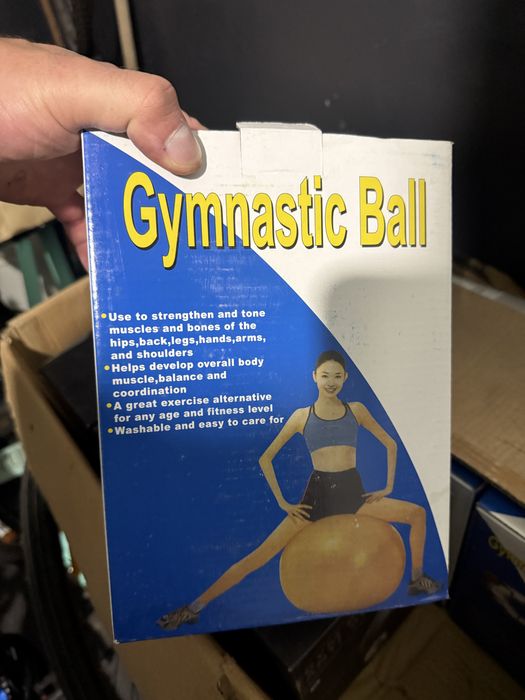 Gymnastic Ball
•Use to strengthen and tone
muscles and bones of the
hips,back,legs,hands,arms,
and shoulders
•Helps develop overall body
muscle,balance and
coordination
•A great exercise alternative
for any age and fitness level
•Washable and easy to care for